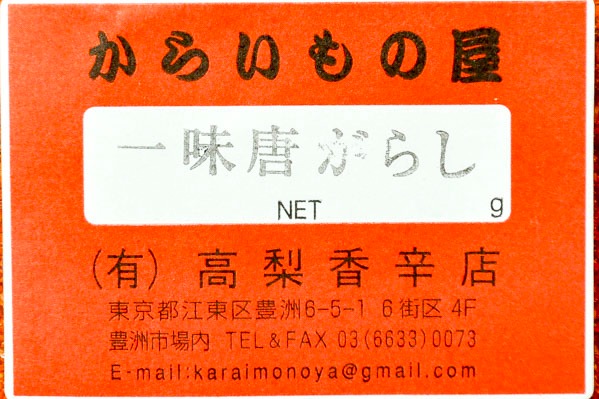 からいもの屋
一味唐がらし
NET g
(有) 高梨香辛店
東京都江東区豊洲6-5-1 6街区 4F
豊洲市場内 TEL&FAX 03(6633)0073
E-mail:karaimonoya@gmail.com